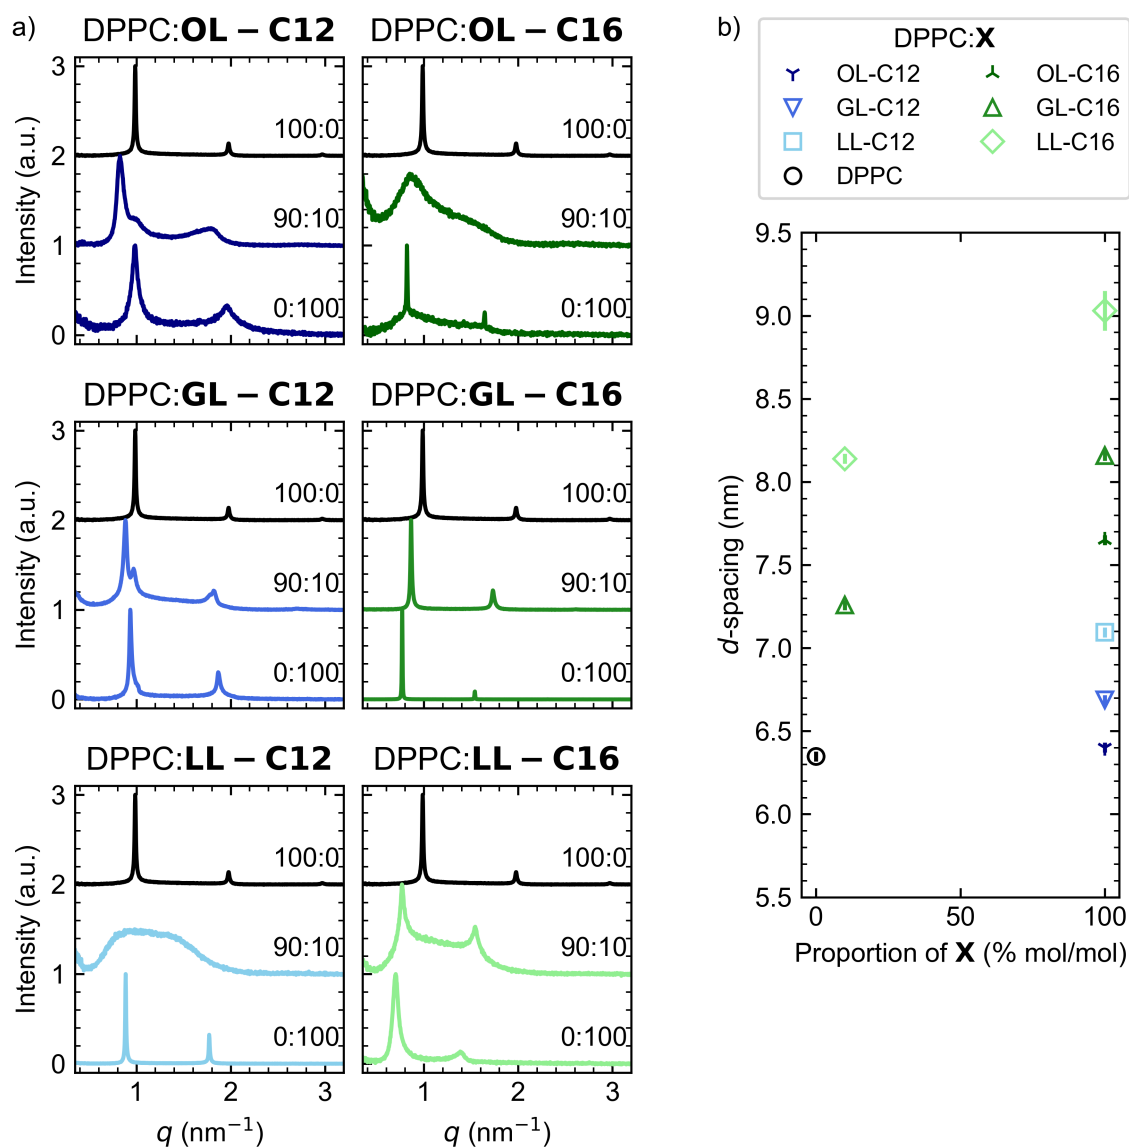 a)
DPPC:OL – C12
DPPC:OL – C16
Intensity (a.u.)
3
2
1
0
100:0
90:10
0:100
100:0
90:10
0:100
DPPC:GL – C12
DPPC:GL – C16
Intensity (a.u.)
3
2
1
0
100:0
90:10
0:100
100:0
90:10
0:100
DPPC:LL – C12
DPPC:LL – C16
Intensity (a.u.)
3
2
1
0
100:0
90:10
0:100
100:0
90:10
0:100
1 2 3
1 2 3
q (nm⁻¹)
q (nm⁻¹)
b)
DPPC:X
OL-C12
GL-C12
LL-C12
DPPC
OL-C16
GL-C16
LL-C16
d-spacing (nm)
9.5
9.0
8.5
8.0
7.5
7.0
6.5
6.0
5.5
0 50 100
Proportion of X (% mol/mol)